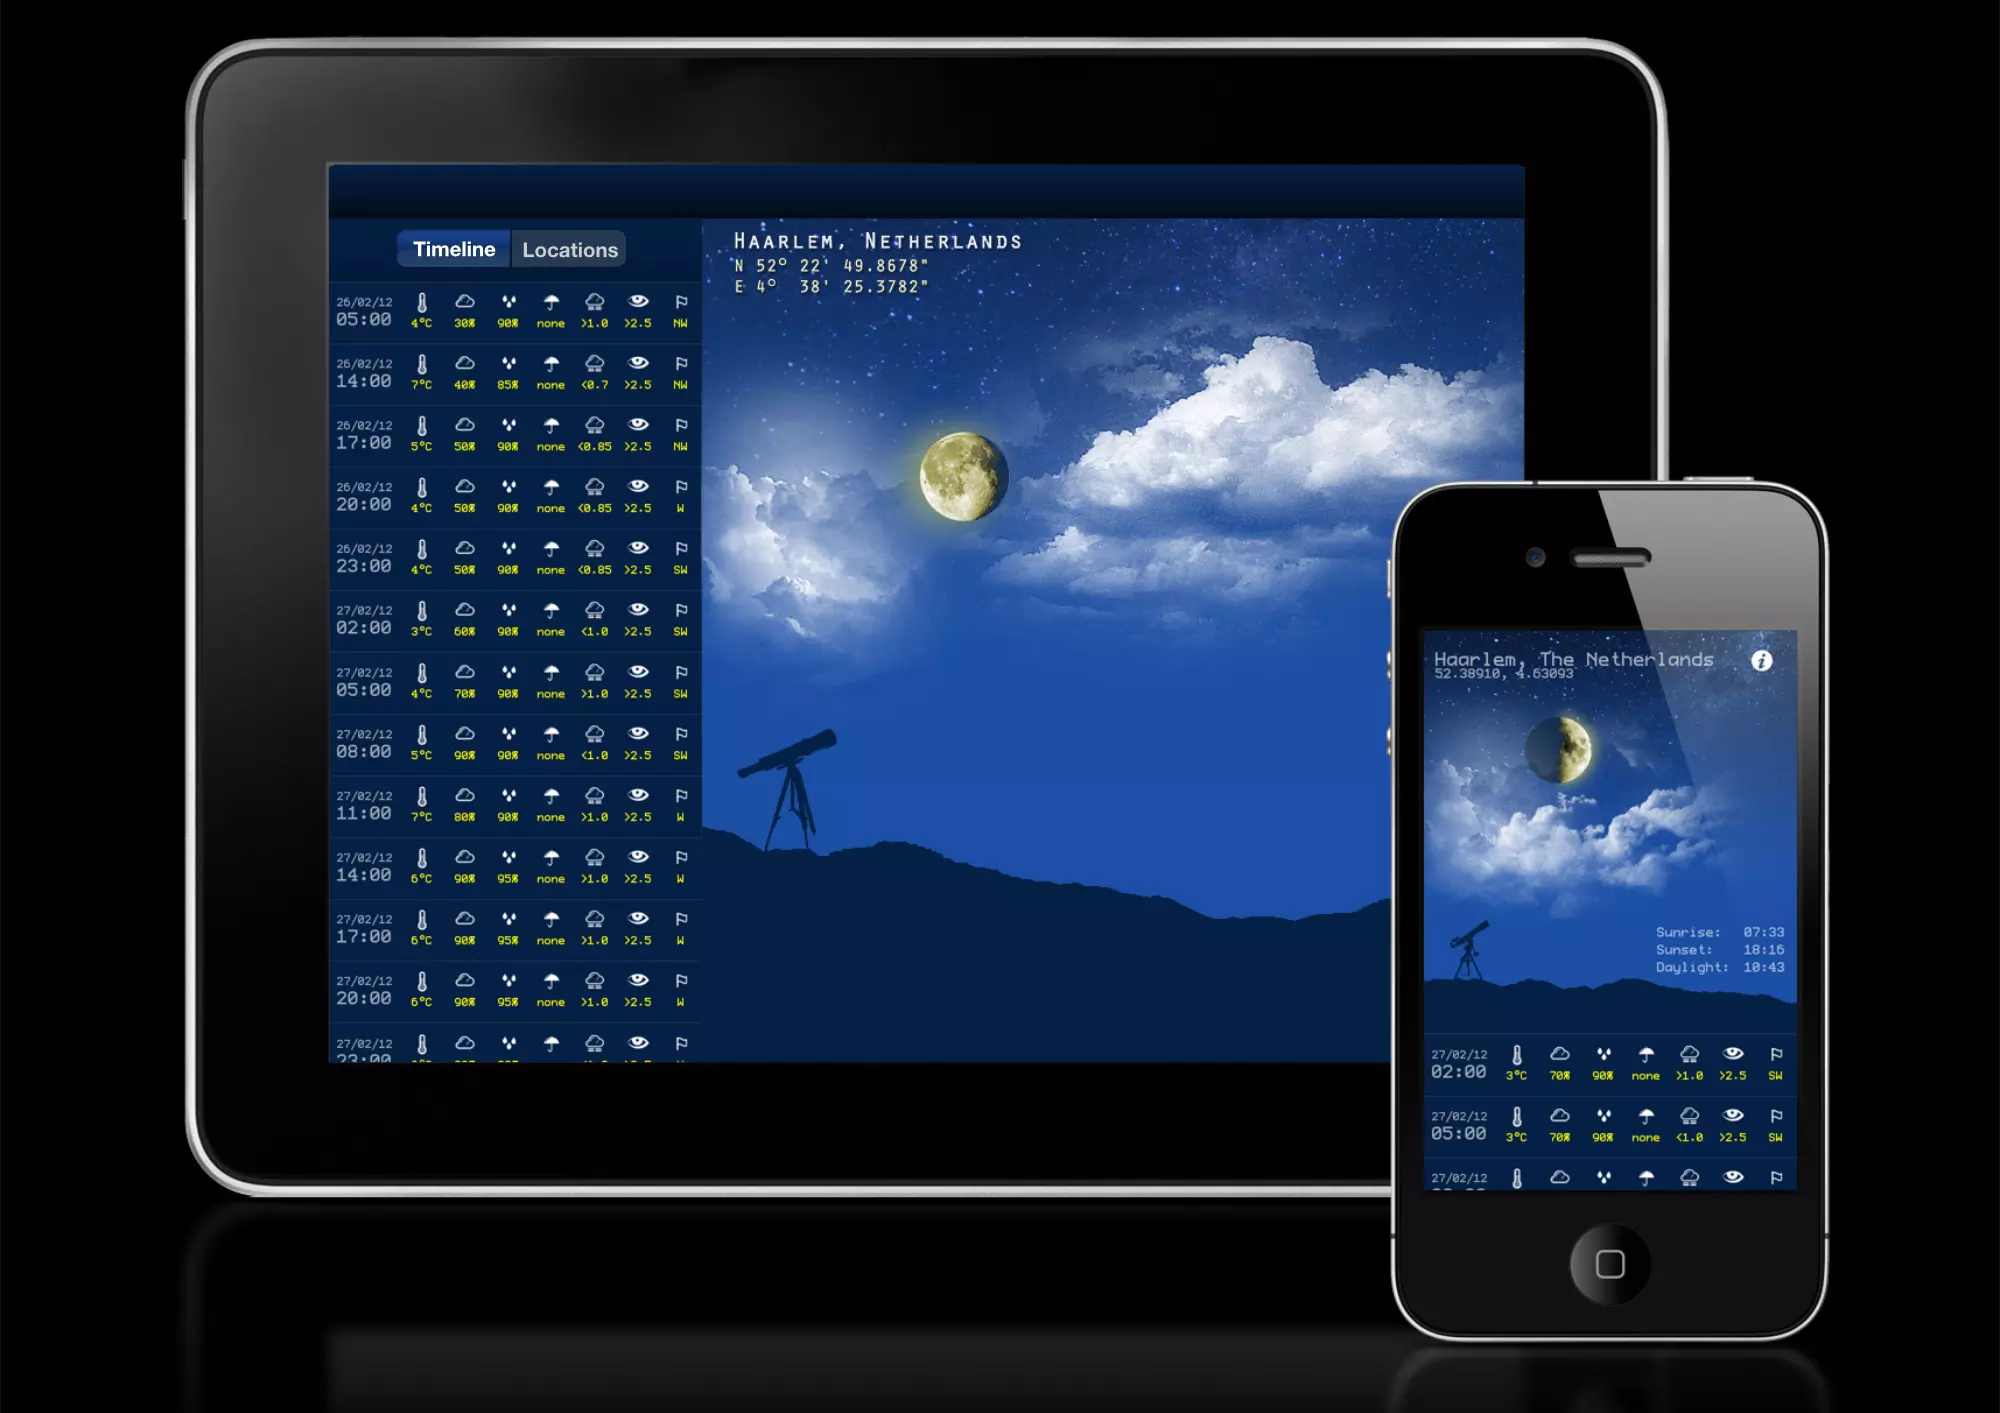 Timeline Locations
HAARLEM, NETHERLANDS
N 52° 22' 49.8678"
E 4° 38' 25.3782"
26/02/12
05:00 4°C 30% 90% none >1.0 >2.5 NW
26/02/12
14:00 7°C 40% 85% none <0.7 >2.5 NW
26/02/12
17:00 5°C 50% 90% none <0.85 >2.5 NW
26/02/12
20:00 4°C 50% 90% none <0.85 >2.5 W
26/02/12
23:00 4°C 50% 90% none <0.85 >2.5 SW
27/02/12
02:00 3°C 60% 90% none <1.0 >2.5 SW
27/02/12
05:00 4°C 70% 90% none >1.0 >2.5 SW
27/02/12
08:00 5°C 90% 90% none <1.0 >2.5 SW
27/02/12
11:00 7°C 80% 90% none >1.0 >2.5 W
27/02/12
14:00 6°C 90% 95% none >1.0 >2.5 W
27/02/12
17:00 6°C 90% 95% none >1.0 >2.5 W
27/02/12
20:00 6°C 90% 95% none >1.0 >2.5 W
27/02/12
23:00
Haarlem, The Netherlands
52.38910, 4.63093
i
Sunrise: 07:33
Sunset: 18:16
Daylight: 10:43
27/02/12
02:00 3°C 70% 90% none >1.0 >2.5 SW
27/02/12
05:00 3°C 70% 90% none <1.0 >2.5 SW
27/02/12